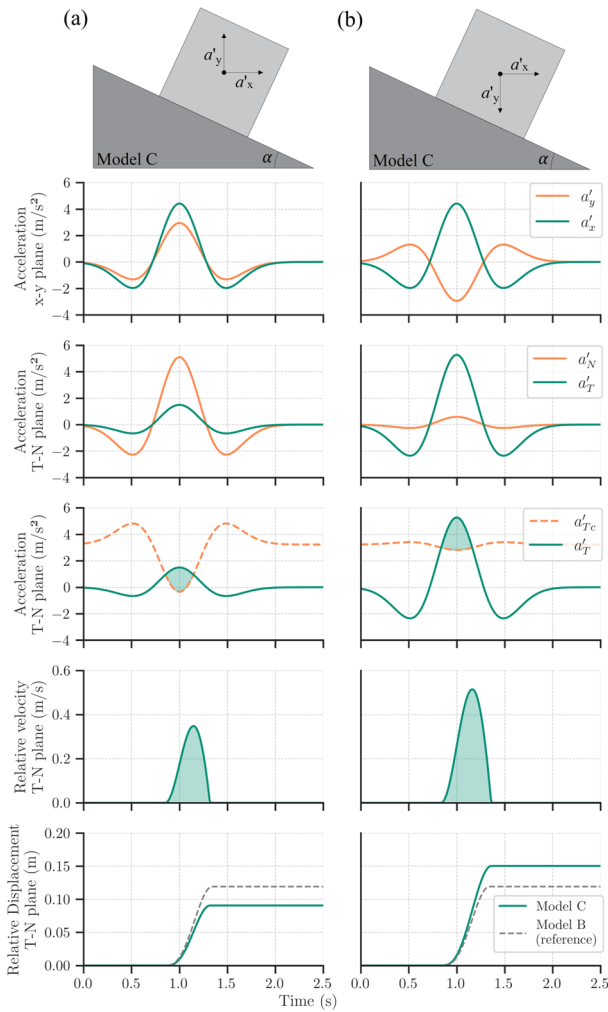 (a)
(b)
a'y
a'x
a'x
a'y
Model C
α
Model C
α
Acceleration
x-y plane (m/s²)
6
4
2
0
−2
−4
a'y
a'x
Acceleration
T-N plane (m/s²)
6
4
2
0
−2
−4
a'N
a'T
Acceleration
T-N plane (m/s²)
6
4
2
0
−2
−4
a'Tc
a'T
Relative velocity
T-N plane (m/s)
0.6
0.4
0.2
0.0
Relative Displacement
T-N plane (m)
0.20
0.15
0.10
0.05
0.00
Model C
Model B
(reference)
0.0 0.5 1.0 1.5 2.0 2.5
0.0 0.5 1.0 1.5 2.0 2.5
Time (s)